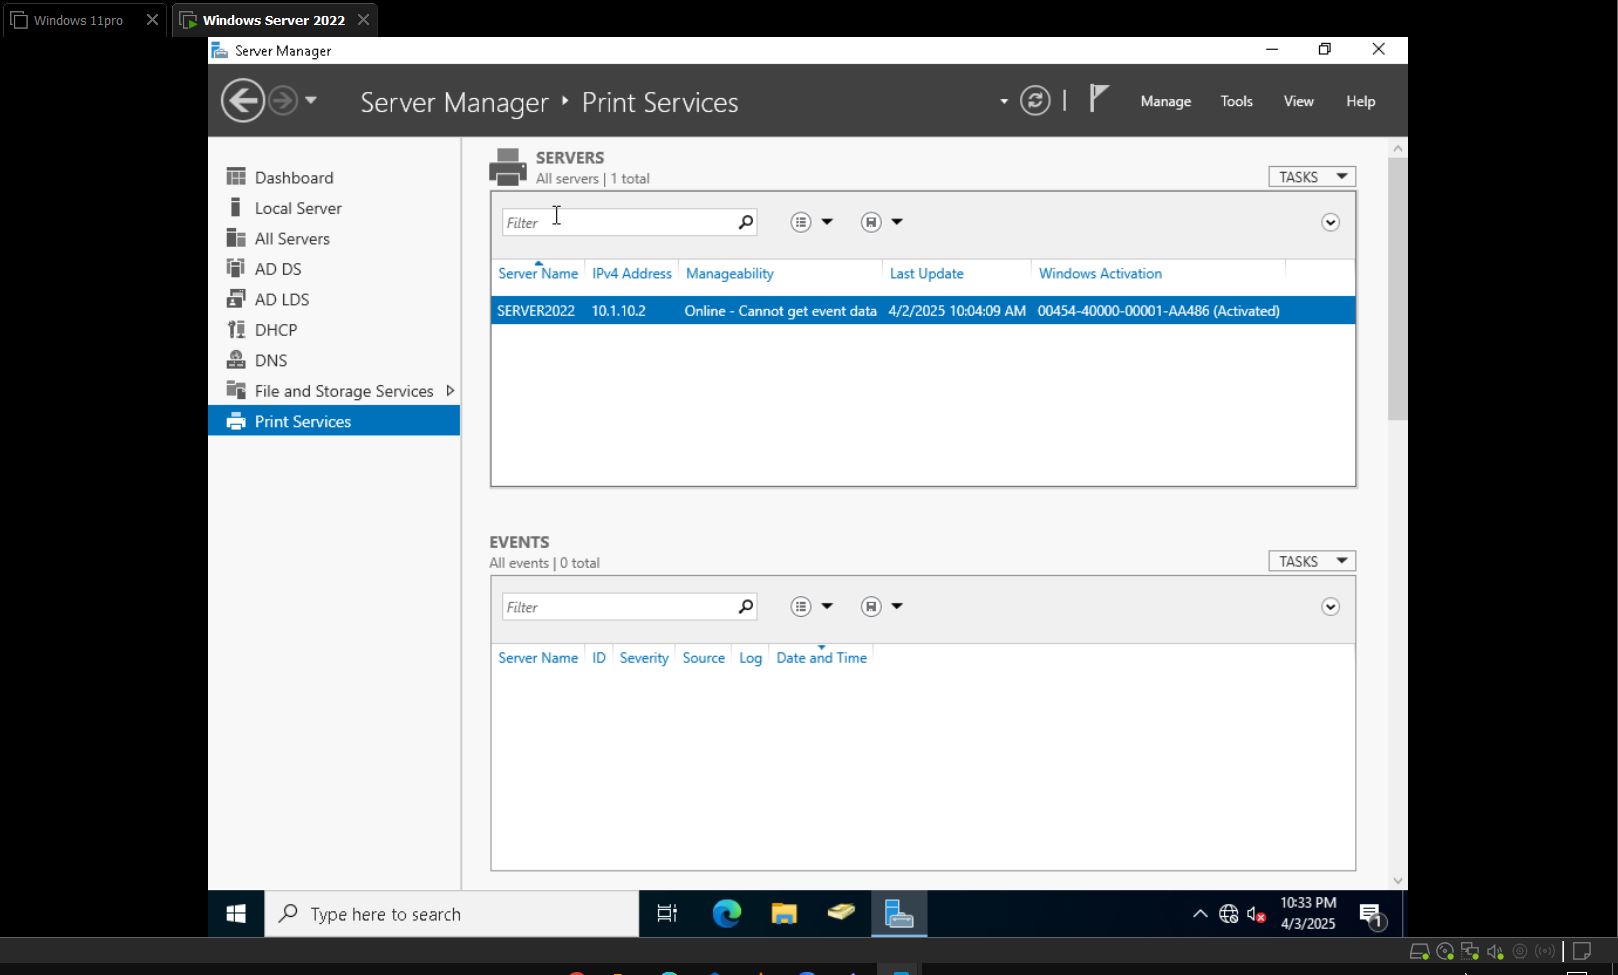 Windows 11pro
Windows Server 2022
Server Manager
Server Manager ‣ Print Services
Manage
Tools
View
Help
Dashboard
Local Server
All Servers
AD DS
AD LDS
DHCP
DNS
File and Storage Services
Print Services
SERVERS
All servers | 1 total
TASKS
Filter
Server Name IPv4 Address Manageability Last Update Windows Activation
SERVER2022 10.1.10.2 Online - Cannot get event data 4/2/2025 10:04:09 AM 00454-40000-00001-AA486 (Activated)
EVENTS
All events | 0 total
TASKS
Filter
Server Name ID Severity Source Log Date and Time
Type here to search
10:33 PM
4/3/2025
1